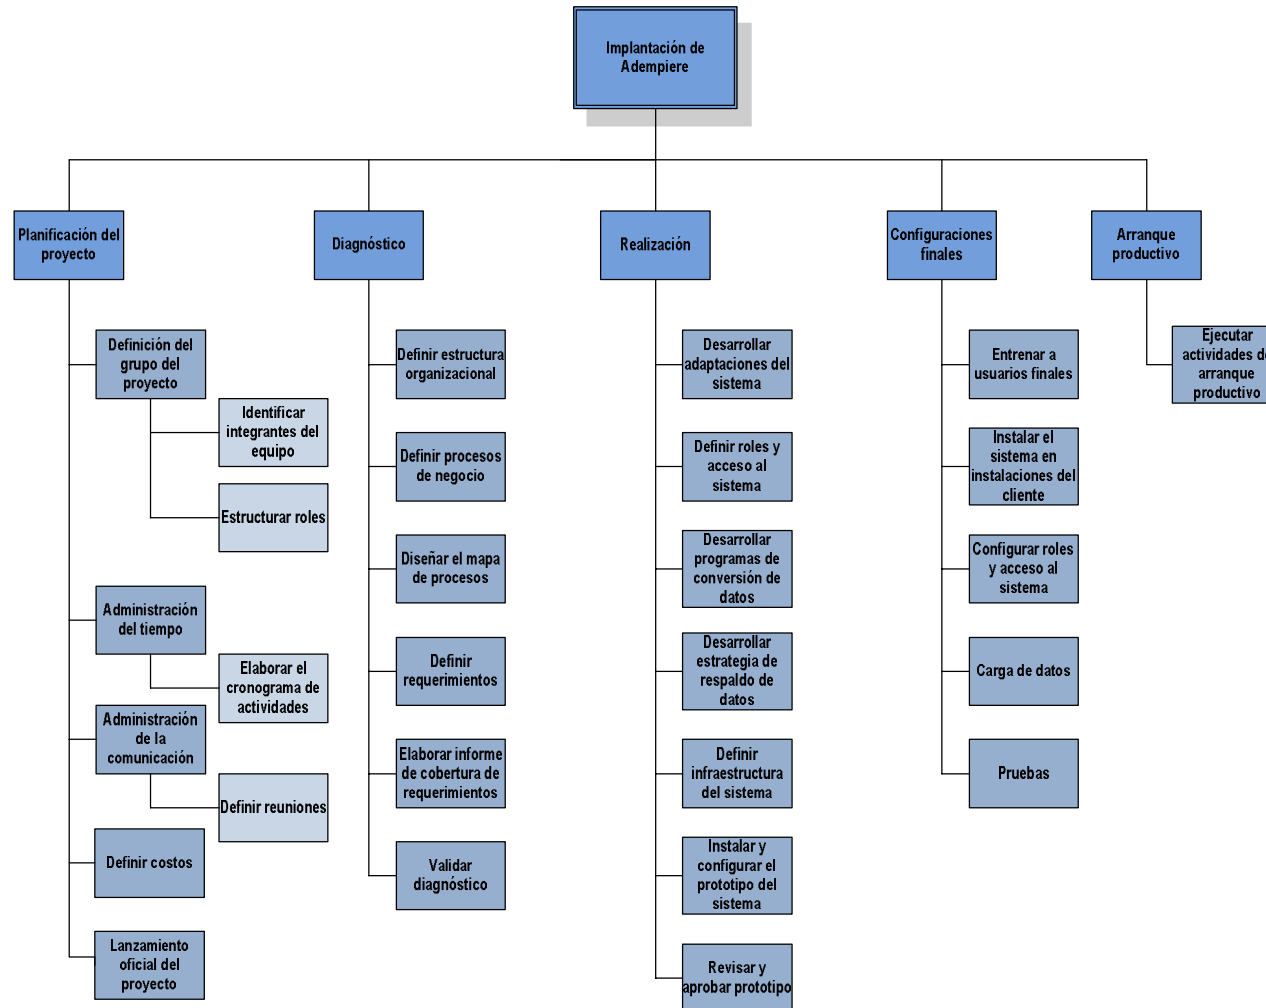 Implantación de
Adempiere
Planificación del
proyecto
Diagnóstico
Realización
Configuraciones
finales
Arranque
productivo
Definición del
grupo del
proyecto
Identificar
integrantes del
equipo
Estructurar roles
Administración
del tiempo
Elaborar el
cronograma de
actividades
Administración
de la
comunicación
Definir reuniones
Definir costos
Lanzamiento
oficial del
proyecto
Definir estructura
organizacional
Definir procesos
de negocio
Diseñar el mapa
de procesos
Definir
requerimientos
Elaborar informe
de cobertura de
requerimientos
Validar
diagnóstico
Desarrollar
adaptaciones del
sistema
Definir roles y
acceso al
sistema
Desarrollar
programas de
conversión de
datos
Desarrollar
estrategia de
respaldo de
datos
Definir
infraestructura
del sistema
Instalar y
configurar el
prototipo del
sistema
Revisar y
aprobar prototipo
Entrenar a
usuarios finales
Instalar el
sistema en
instalaciones del
cliente
Configurar roles
y acceso al
sistema
Carga de datos
Pruebas
Ejecutar
actividades de
arranque
productivo